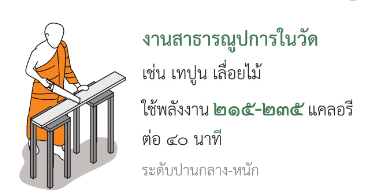 งานสาธารณูปการในวัด
เช่น เทปูน เลื่อยไม้
ใช้พลังงาน ๒๑๕-๒๓๕ แคลอรี
ต่อ ๔๐ นาที
ระดับปานกลาง-หนัก